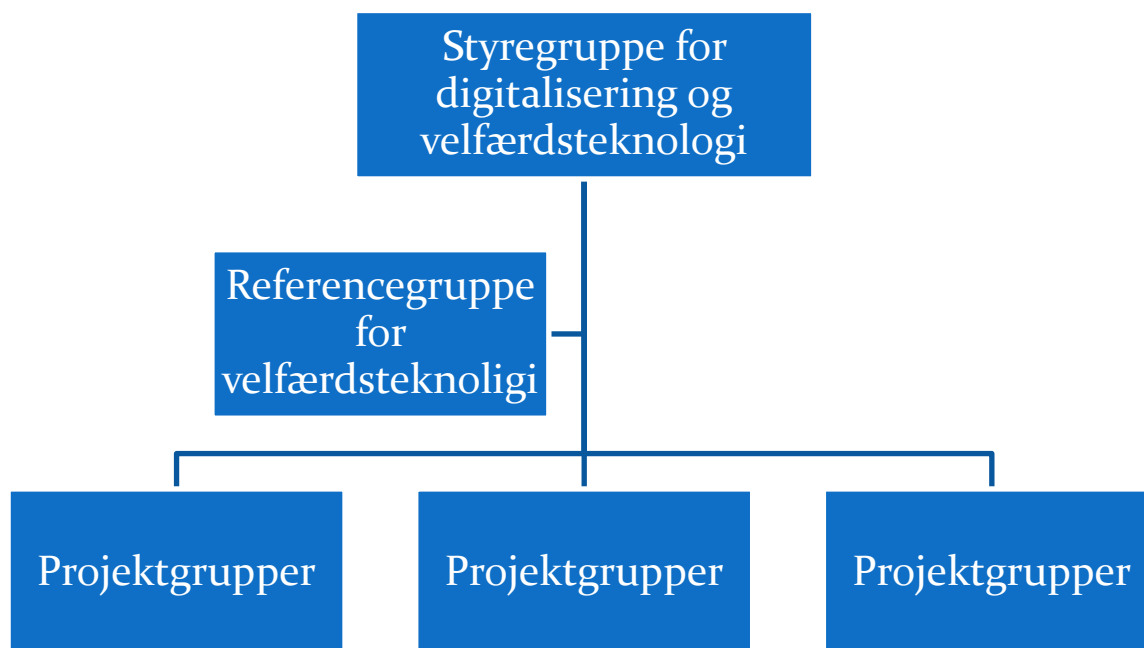 Styregruppe for
digitalisering og
velfærdsteknologi
Referencegruppe
for
velfærdsteknoligi
Projektgrupper
Projektgrupper
Projektgrupper